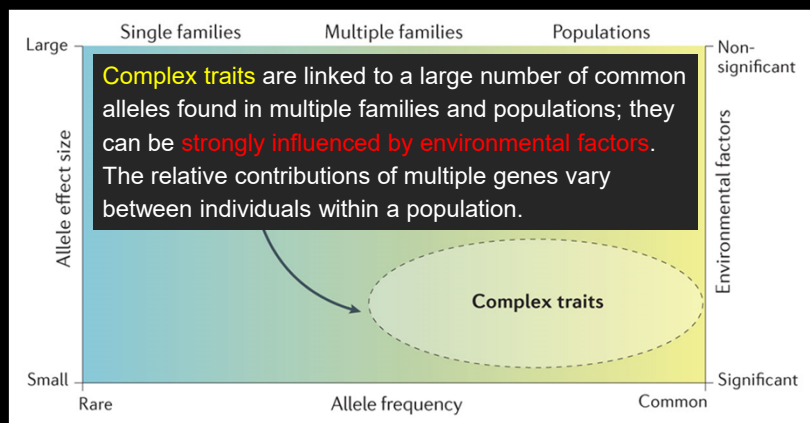 Single families
Multiple families
Populations
Large
Non-
significant
Complex traits are linked to a large number of common
alleles found in multiple families and populations; they
can be strongly influenced by environmental factors.
The relative contributions of multiple genes vary
between individuals within a population.
Allele effect size
Environmental factors
Complex traits
Small
Significant
Rare
Allele frequency
Common